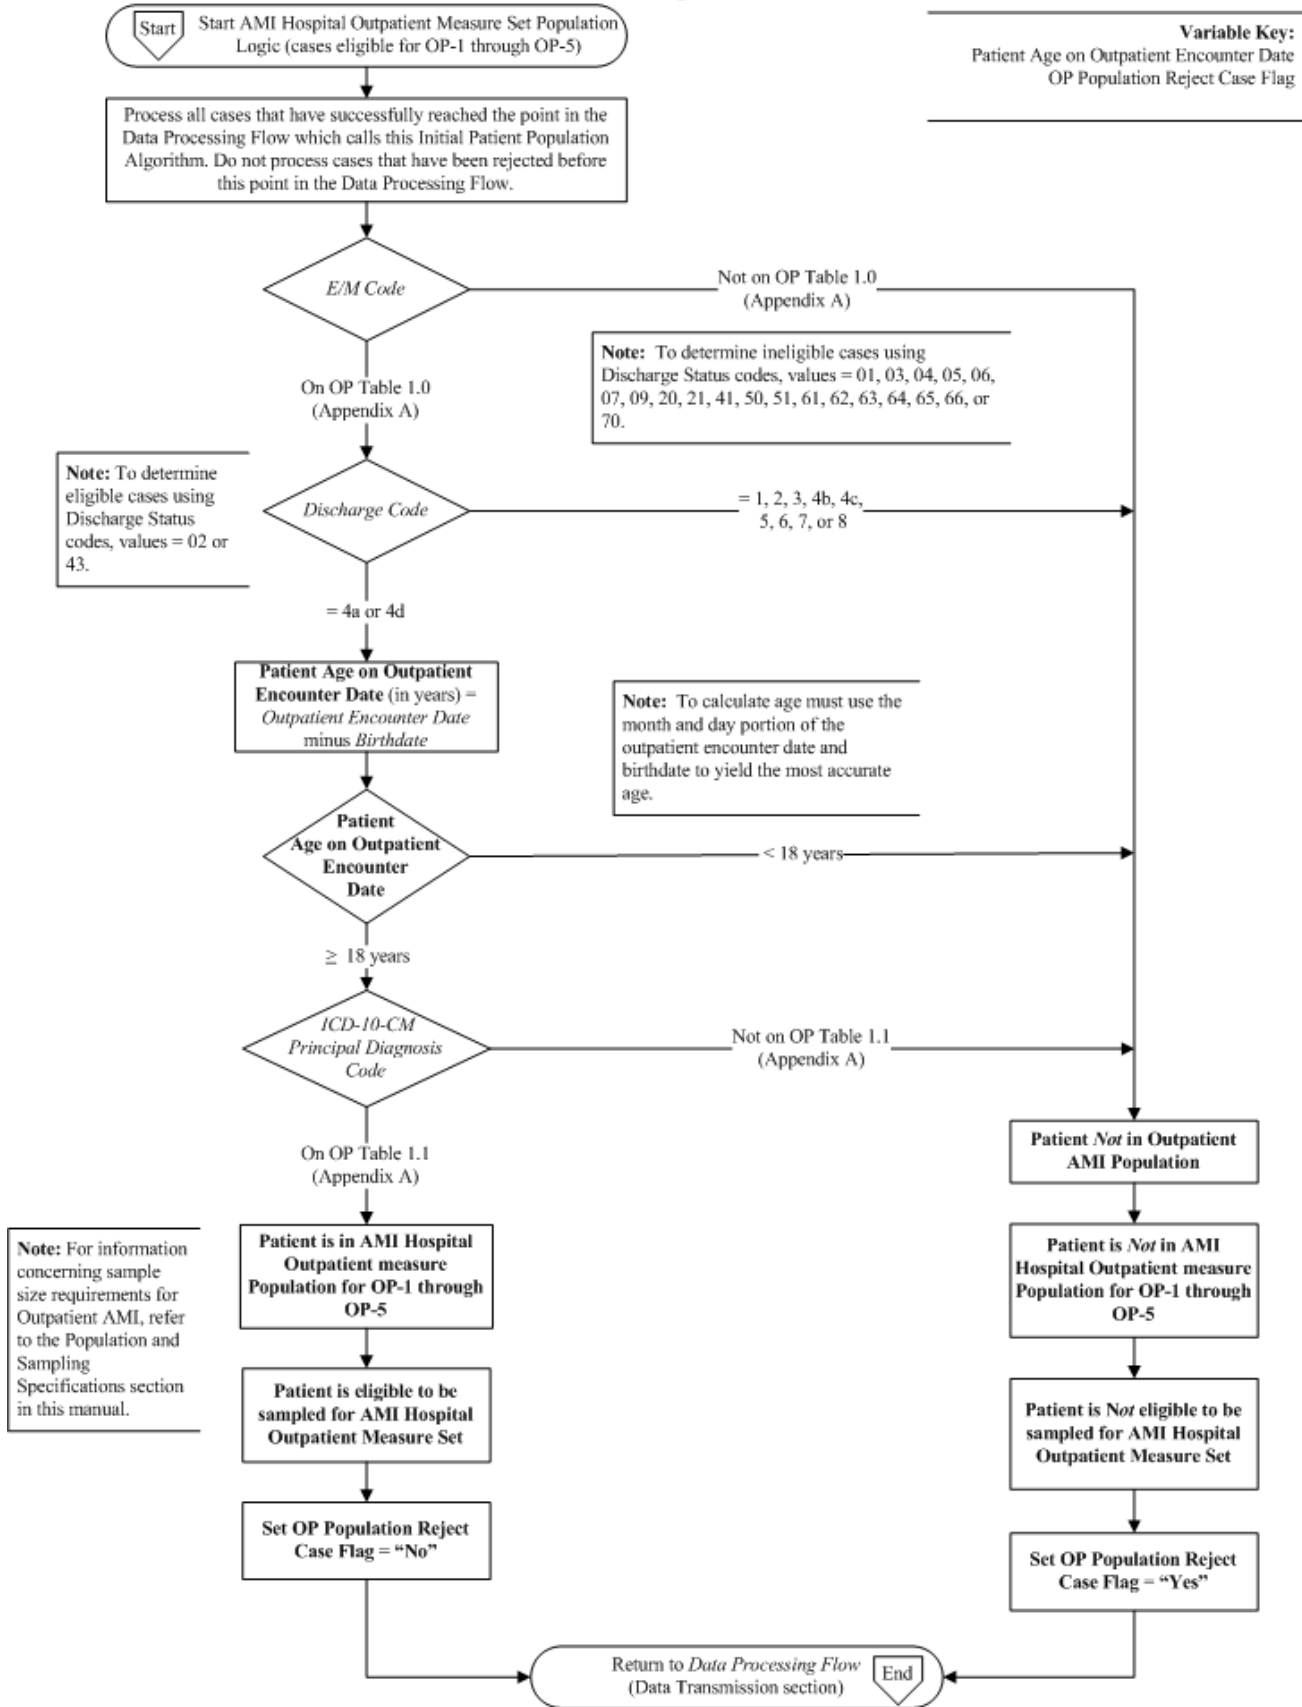 Start
Start AMI Hospital Outpatient Measure Set Population
Logic (cases eligible for OP-1 through OP-5)
Variable Key:
Patient Age on Outpatient Encounter Date
OP Population Reject Case Flag
Process all cases that have successfully reached the point in the
Data Processing Flow which calls this Initial Patient Population
Algorithm. Do not process cases that have been rejected before
this point in the Data Processing Flow.
E/M Code
Not on OP Table 1.0
(Appendix A)
Note: To determine ineligible cases using
Discharge Status codes, values = 01, 03, 04, 05, 06,
07, 09, 20, 21, 41, 50, 51, 61, 62, 63, 64, 65, 66, or
70.
On OP Table 1.0
(Appendix A)
Note: To determine
eligible cases using
Discharge Status
codes, values = 02 or
43.
Discharge Code
= 1, 2, 3, 4b, 4c,
5, 6, 7, or 8
= 4a or 4d
Patient Age on Outpatient
Encounter Date (in years) =
Outpatient Encounter Date
minus Birthdate
Note: To calculate age must use the
month and day portion of the
outpatient encounter date and
birthdate to yield the most accurate
age.
Patient
Age on Outpatient
Encounter
Date
< 18 years
≥ 18 years
ICD-10-CM
Principal Diagnosis
Code
Not on OP Table 1.1
(Appendix A)
On OP Table 1.1
(Appendix A)
Patient Not in Outpatient
AMI Population
Note: For information
concerning sample
size requirements for
Outpatient AMI, refer
to the Population and
Sampling
Specifications section
in this manual.
Patient is in AMI Hospital
Outpatient measure
Population for OP-1 through
OP-5
Patient is Not in AMI
Hospital Outpatient measure
Population for OP-1 through
OP-5
Patient is eligible to be
sampled for AMI Hospital
Outpatient Measure Set
Patient is Not eligible to be
sampled for AMI Hospital
Outpatient Measure Set
Set OP Population Reject
Case Flag = “No”
Set OP Population Reject
Case Flag = “Yes”
Return to Data Processing Flow
(Data Transmission section)
End